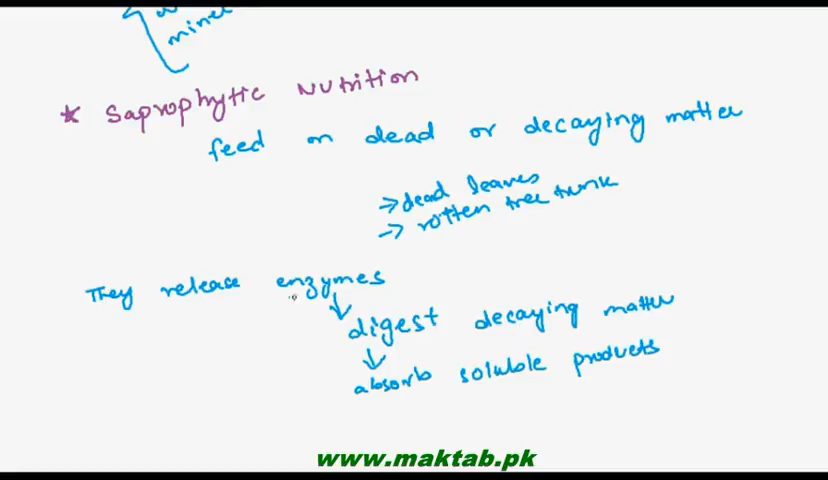 mine
* Saprophytic Nutrition
feed on dead or decaying matter
→ dead leaves
→ rotten tree trunk
They release enzymes
↓
digest decaying matter
↓
absorb soluble products
www.maktab.pk